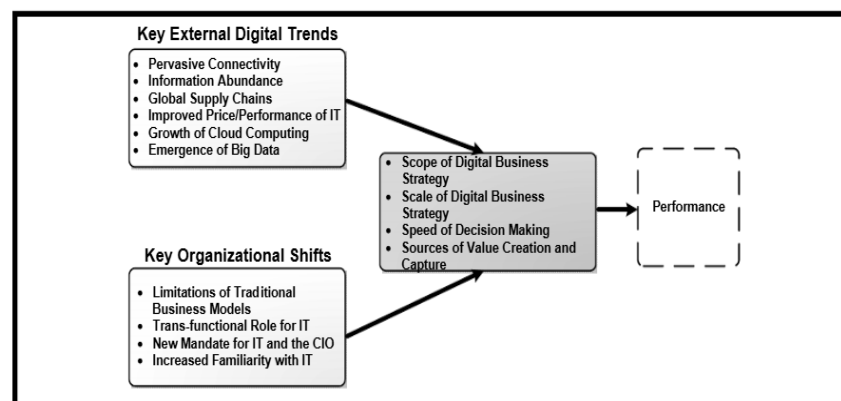 Key External Digital Trends
• Pervasive Connectivity
• Information Abundance
• Global Supply Chains
• Improved Price/Performance of IT
• Growth of Cloud Computing
• Emergence of Big Data
• Scope of Digital Business
Strategy
• Scale of Digital Business
Strategy
• Speed of Decision Making
• Sources of Value Creation and
Capture
Performance
Key Organizational Shifts
• Limitations of Traditional
Business Models
• Trans-functional Role for IT
• New Mandate for IT and the CIO
• Increased Familiarity with IT